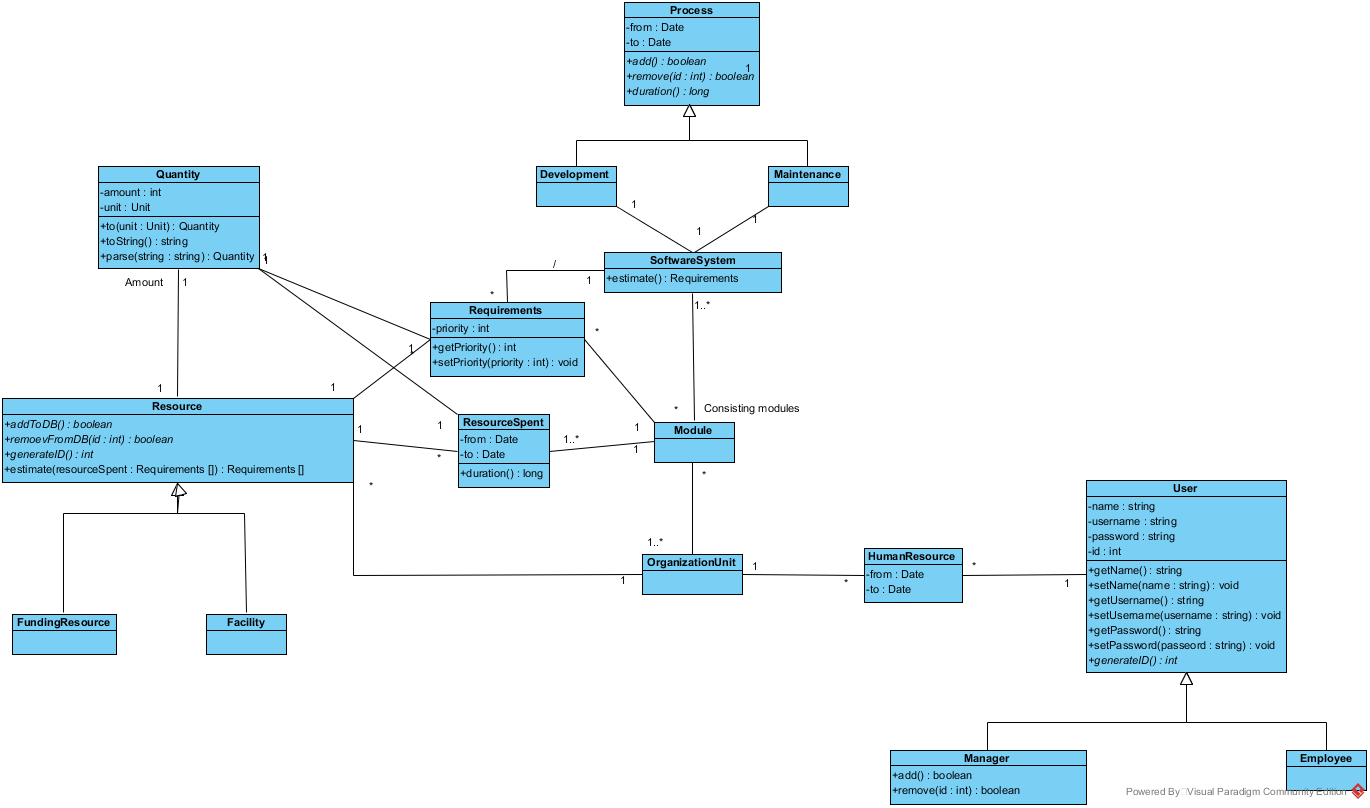 Process
-from : Date
-to : Date
+add() : boolean
1
+remove(id : int) : boolean
+duration() : long
Quantity
-amount : int
-unit : Unit
+to(unit : Unit) : Quantity
+toString() : string
+parse(string : string) : Quantity
1
1
Amount
1
Development
Maintenance
1
1
1
SoftwareSystem
+estimate() : Requirements
/
1
*
1..*
Requirements
-priority : int
+getPriority() : int
+setPriority(priority : int) : void
*
1
1
1
Resource
+addToDB() : boolean
+remoevFromDB(id : int) : boolean
+generateID() : int
+estimate(resourceSpent : Requirements []) : Requirements []
1
1
*
*
ResourceSpent
-from : Date
-to : Date
+duration() : long
1..*
* Consisting modules
1
1
Module
*
1..*
OrganizationUnit
1
1
HumanResource
-from : Date
-to : Date
*
*
1
User
-name : string
-username : string
-password : string
-id : int
+getName() : string
+setName(name : string) : void
+getUsername() : string
+setUsername(username : string) : void
+getPassword() : string
+setPassword(passeord : string) : void
+generateID() : int
FundingResource
Facility
Manager
+add() : boolean
+remove(id : int) : boolean
Employee
Powered By Visual Paradigm Community Edition